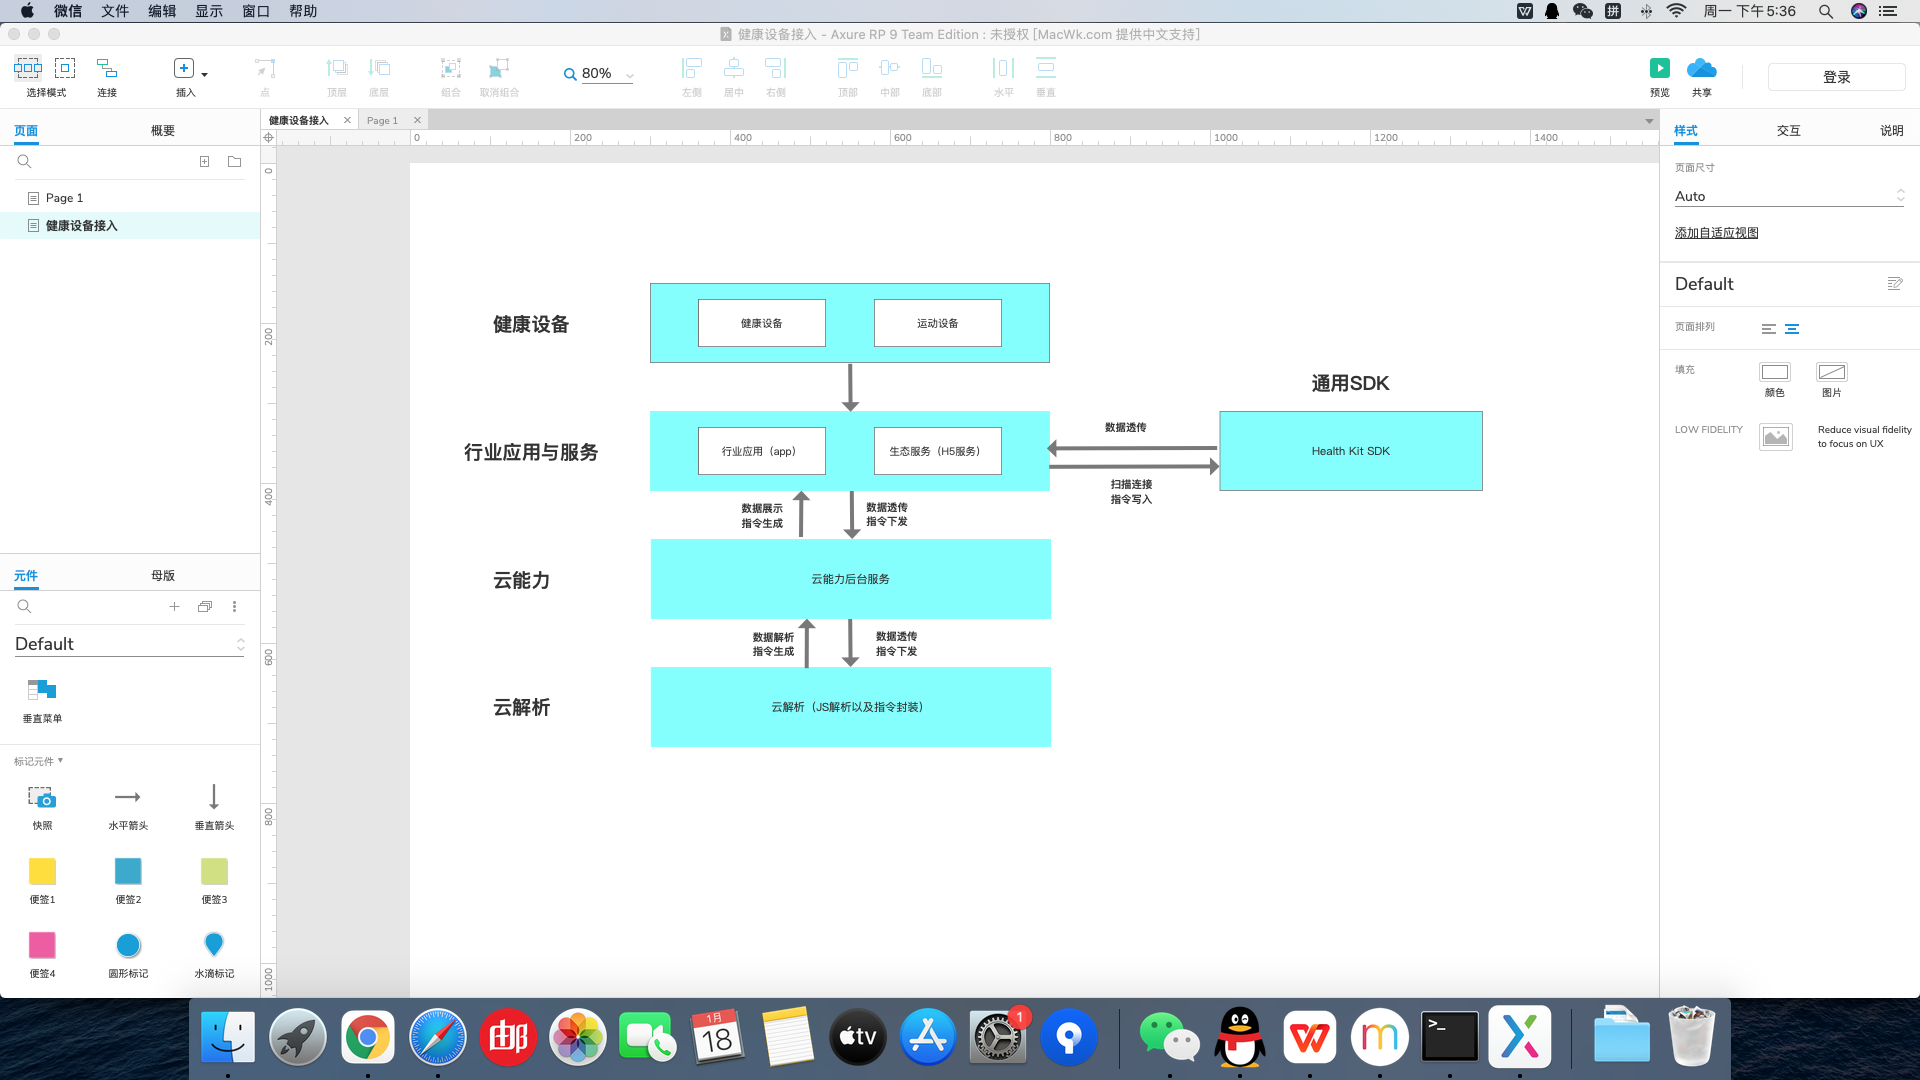 微信 文件 编辑 显示 窗口 帮助
拼 周一 下午5:36
健康设备接入 - Axure RP 9 Team Edition : 未授权 [MacWk.com 提供中文支持]
80%
选择模式 连接 插入 点 顶层 底层 组合 取消组合 左侧 居中 右侧 顶部 中部 底部 水平 垂直 预览 共享 登录
页面 概要
健康设备接入 Page 1
样式 交互 说明
0 200 400 600 800 1000 1200 1400
0 200 400 600 800 1000
Page 1
健康设备接入
元件 母版
Default
垂直菜单
标记元件
快照 水平箭头 垂直箭头
便签1 便签2 便签3
便签4 圆形标记 水滴标记
健康设备
健康设备 运动设备
通用SDK
行业应用与服务
行业应用（app） 生态服务（H5服务）
数据透传
Health Kit SDK
扫描连接
指令写入
数据展示
指令生成
数据透传
指令下发
云能力
云能力后台服务
数据解析
指令生成
数据透传
指令下发
云解析
云解析（JS解析以及指令封装）
页面尺寸
Auto
添加自适应视图
Default
页面排列
填充
颜色 图片
LOW FIDELITY
Reduce visual fidelity
to focus on UX
邮
1月
18
tv
1